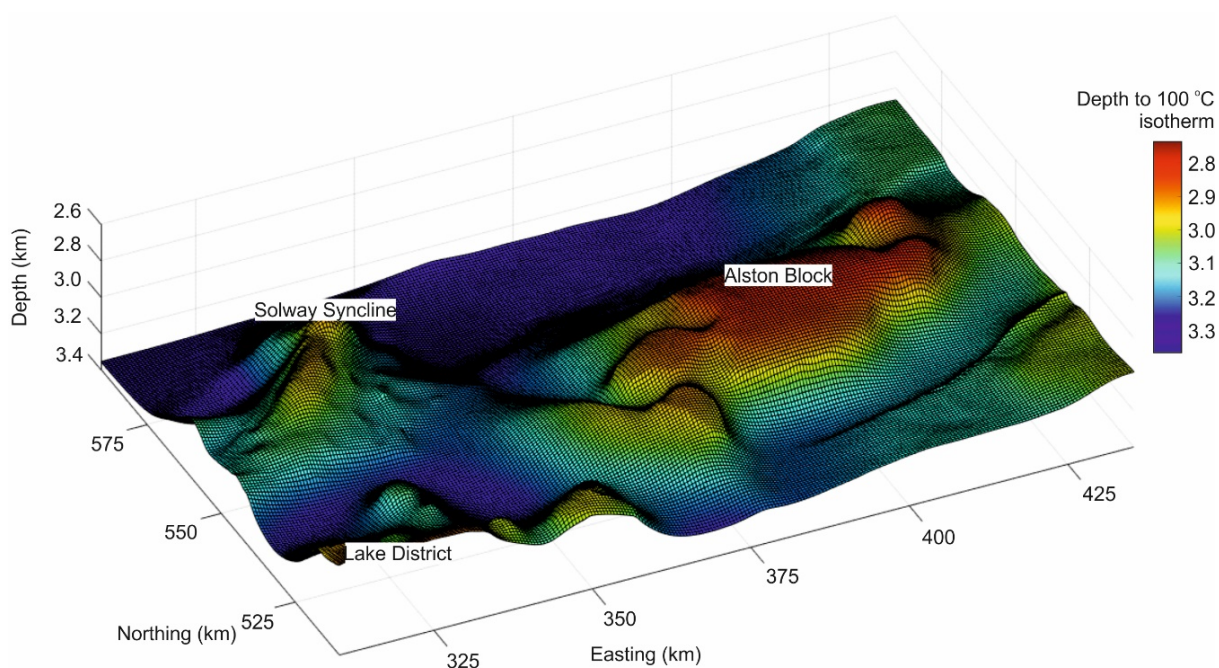 Depth to 100 °C
isotherm
2.8
2.9
3.0
3.1
3.2
3.3
2.6
2.8
3.0
3.2
3.4
Depth (km)
Alston Block
Solway Syncline
Lake District
575
550
525
Northing (km)
325
350
375
400
425
Easting (km)